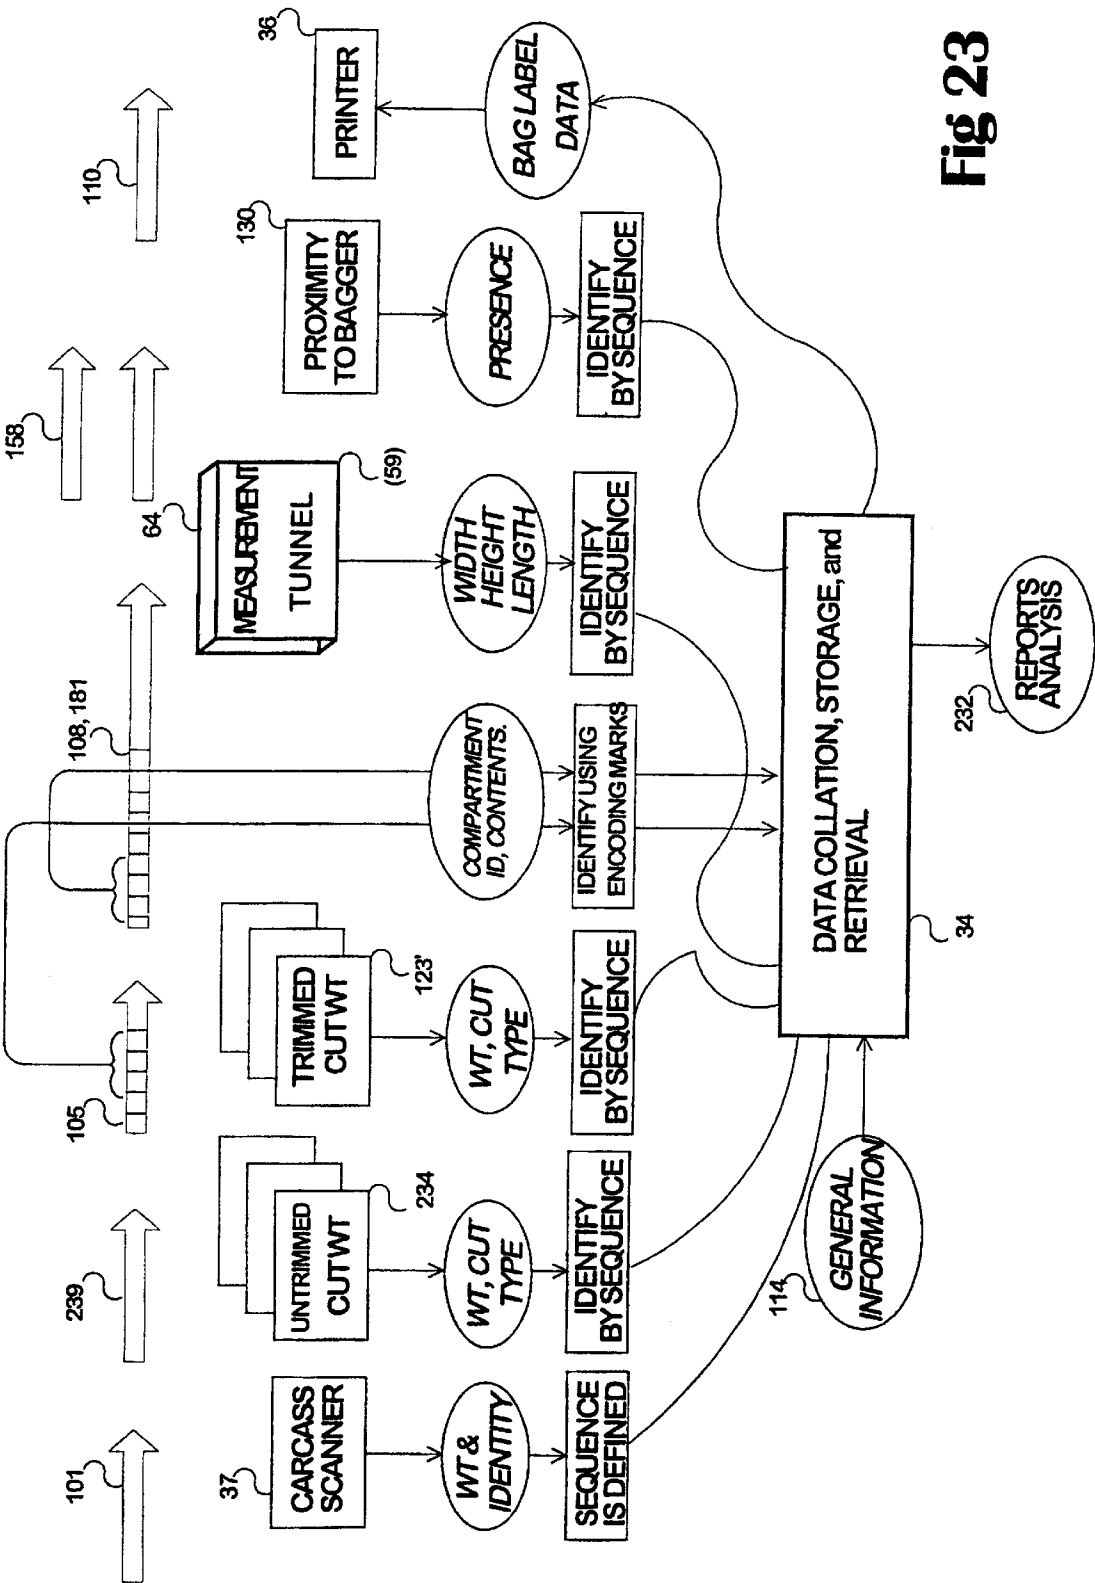 101
239
105
108,181
158
110
37
CARCASS
SCANNER
WT &
IDENTITY
SEQUENCE
IS DEFINED
UNTRIMMED
CUT WT
234
WT, CUT
TYPE
IDENTIFY
BY SEQUENCE
TRIMMED
CUT WT
123'
WT, CUT
TYPE
IDENTIFY
BY SEQUENCE
COMPARTMENT
ID, CONTENTS.
IDENTIFY USING
ENCODING MARKS
64
MEASUREMENT
TUNNEL
(59)
WIDTH
HEIGHT
LENGTH
IDENTIFY
BY SEQUENCE
130
PROXIMITY
TO BAGGER
PRESENCE
IDENTIFY
BY SEQUENCE
36
PRINTER
BAG LABEL
DATA
114
GENERAL
INFORMATION
DATA COLLATION, STORAGE, and
RETRIEVAL
34
232
REPORTS
ANALYSIS
Fig 23